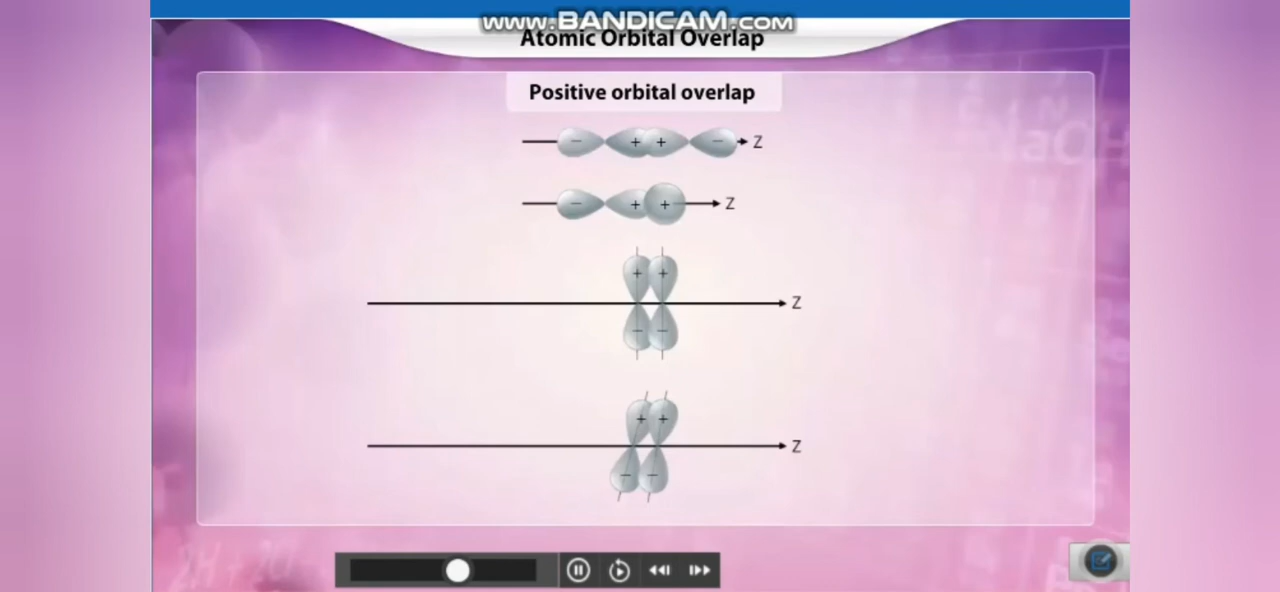 www.BANDICAM.com
Atomic Orbital Overlap
Positive orbital overlap
− + + − Z
− + + Z
+ +
Z
− −
+ +
Z
− −